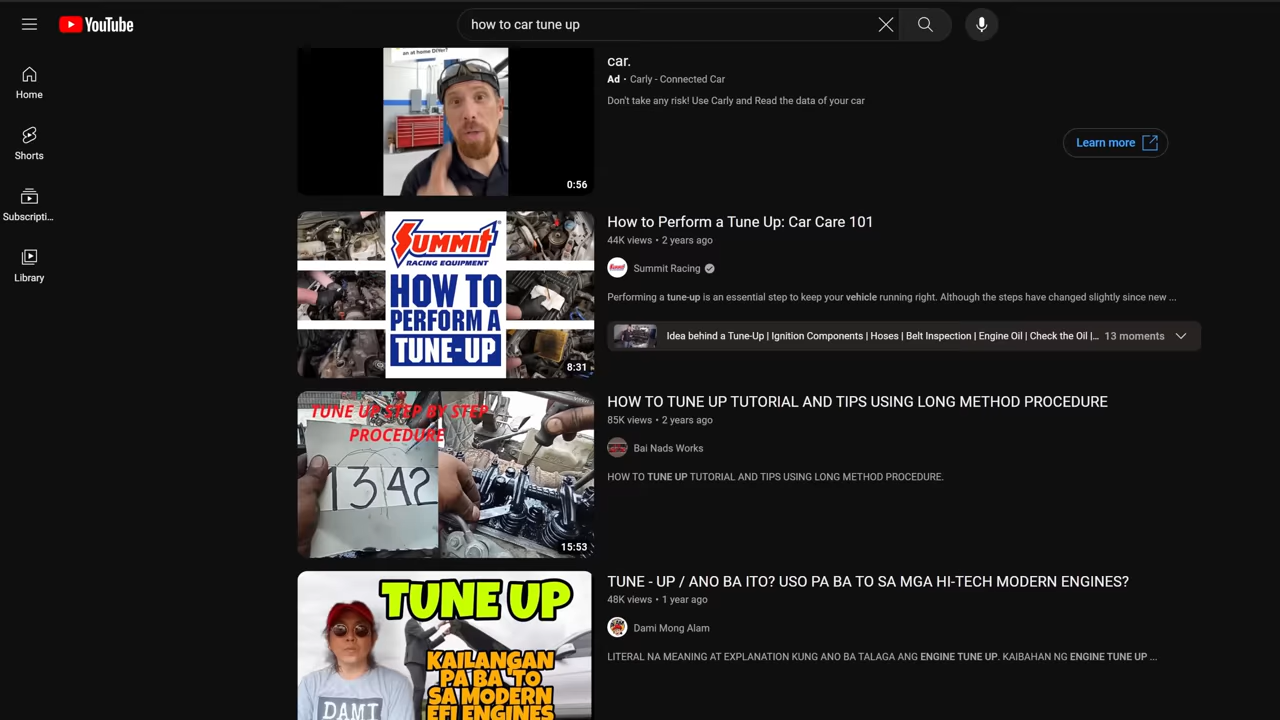 YouTube
how to car tune up
Home
Shorts
Subscripti...
Library
an at home DIYer?
0:56
car.
Ad • Carly - Connected Car
Don't take any risk! Use Carly and Read the data of your car
Learn more
SUMMIT
RACING EQUIPMENT
HOW TO
PERFORM A
TUNE-UP
8:31
How to Perform a Tune Up: Car Care 101
44K views • 2 years ago
Summit Racing
Performing a tune-up is an essential step to keep your vehicle running right. Although the steps have changed slightly since new ...
Idea behind a Tune-Up | Ignition Components | Hoses | Belt Inspection | Engine Oil | Check the Oil |... 13 moments
TUNE UP STEP BY STEP
PROCEDURE
1342
15:53
HOW TO TUNE UP TUTORIAL AND TIPS USING LONG METHOD PROCEDURE
85K views • 2 years ago
Bai Nads Works
HOW TO TUNE UP TUTORIAL AND TIPS USING LONG METHOD PROCEDURE.
TUNE UP
KAILANGAN
PA BA 'TO
SA MODERN
EFI ENGINES
DAMI
TUNE - UP / ANO BA ITO? USO PA BA TO SA MGA HI-TECH MODERN ENGINES?
48K views • 1 year ago
Dami Mong Alam
LITERAL NA MEANING AT EXPLANATION KUNG ANO BA TALAGA ANG ENGINE TUNE UP. KAIBAHAN NG ENGINE TUNE UP ...